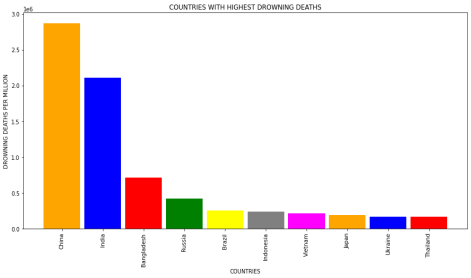 COUNTRIES WITH HIGHEST DROWNING DEATHS
1e6
3.0
2.5
2.0
1.5
1.0
0.5
0.0
DROWNING DEATHS PER MILLION
China
India
Bangladesh
Russia
Brazil
Indonesia
Vietnam
Japan
Ukraine
Thailand
COUNTRIES